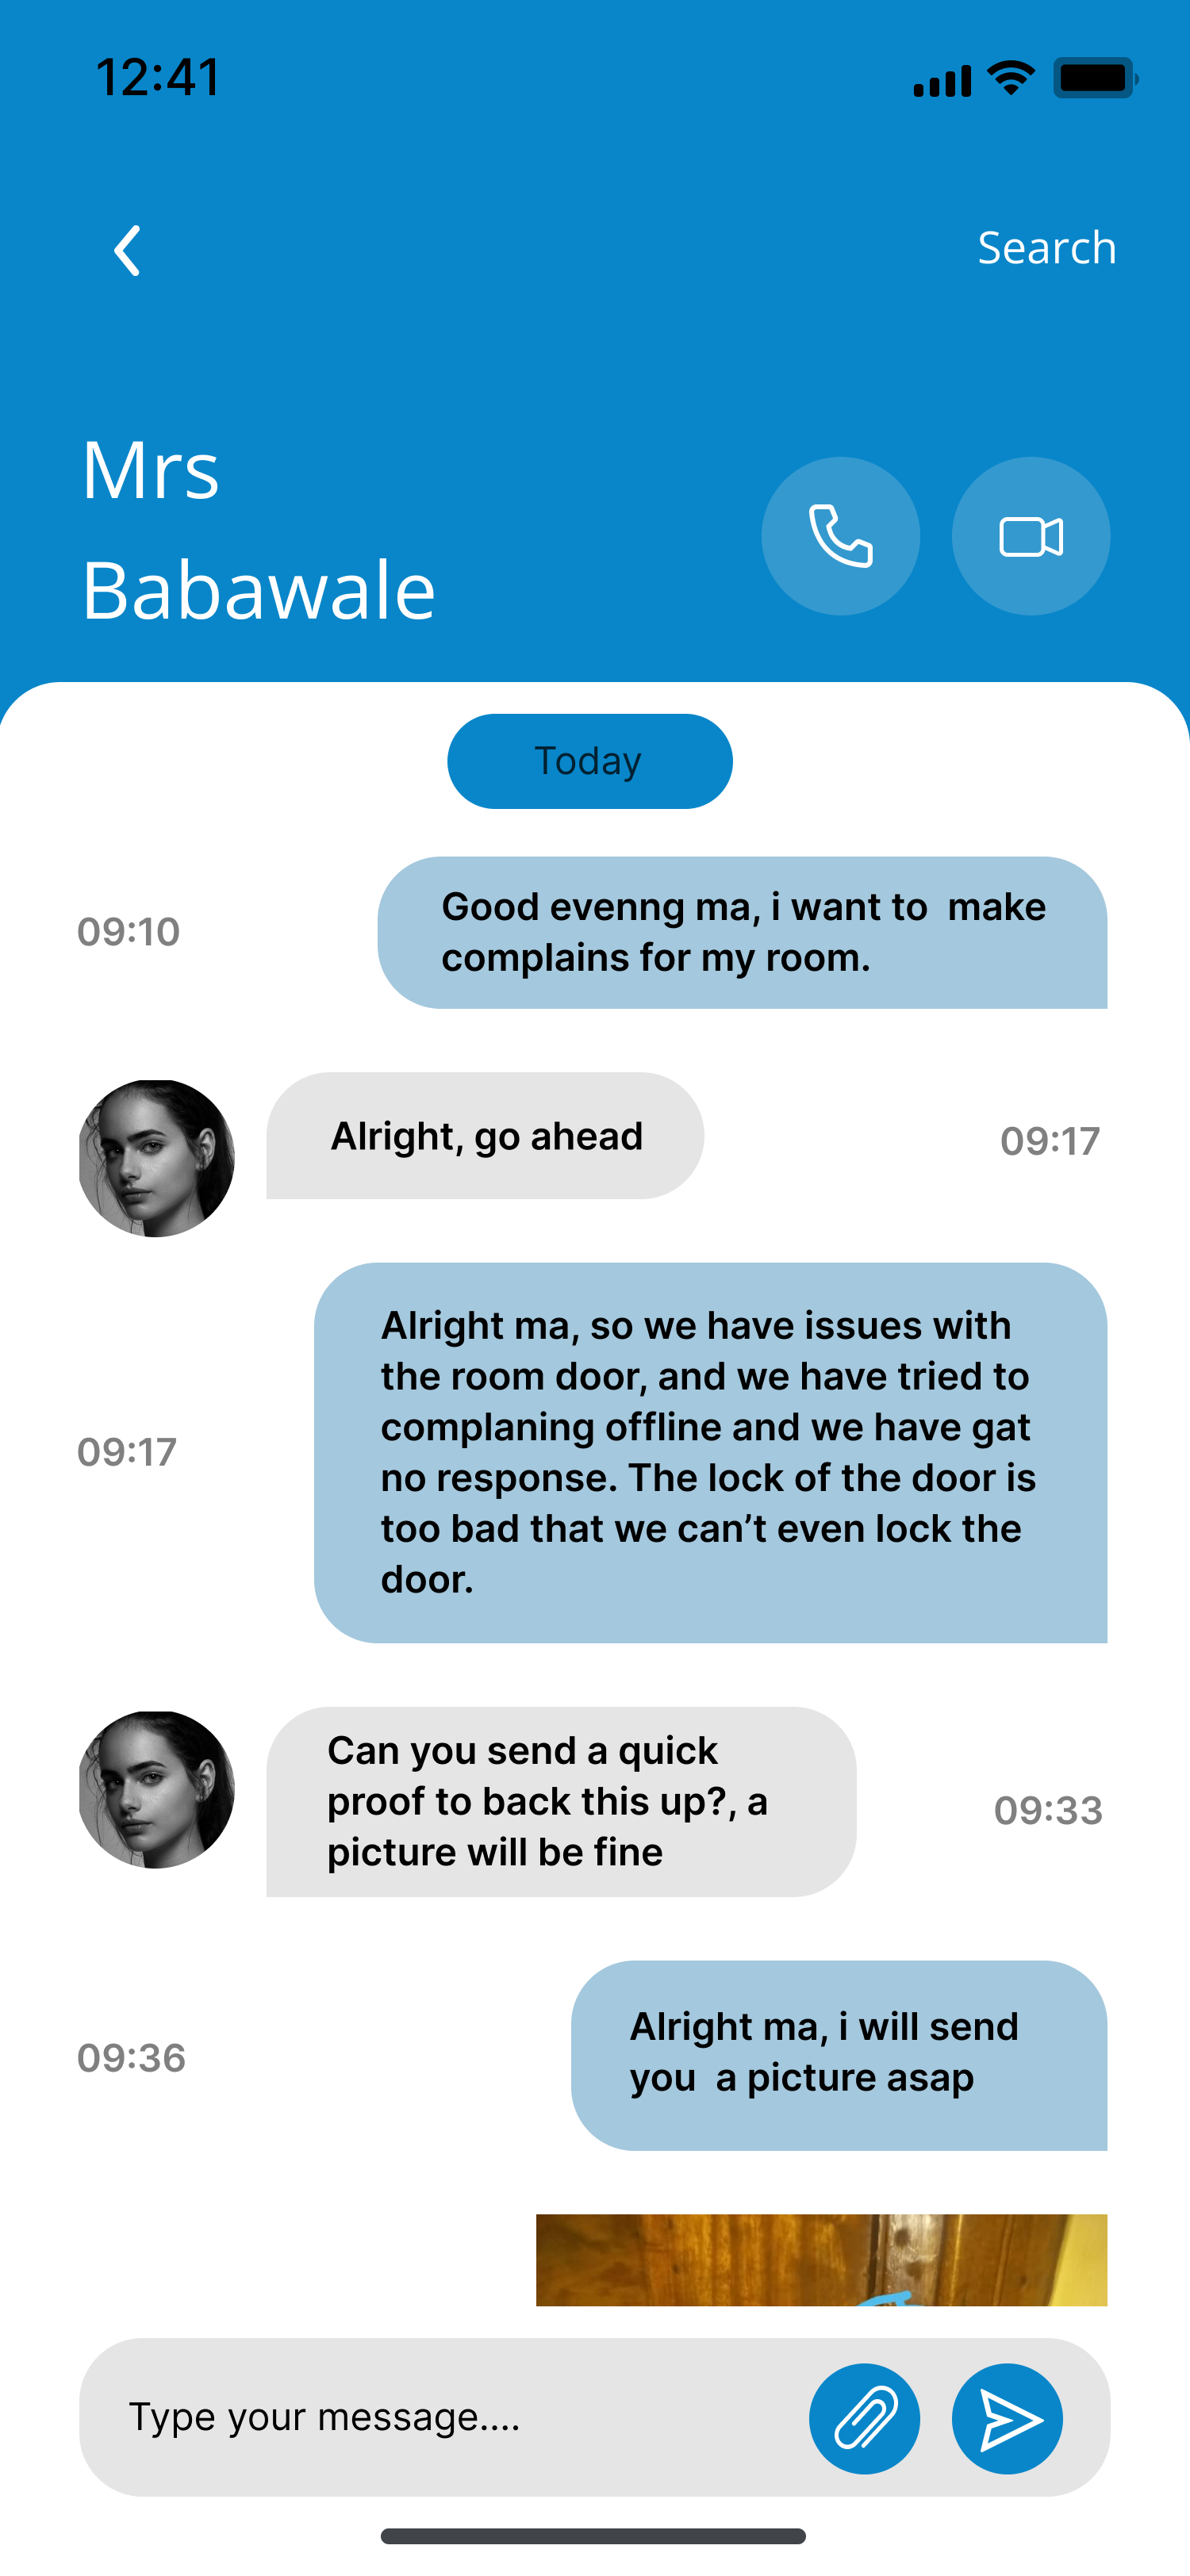 12:41
Search
Mrs
Babawale
Today
09:10
Good evenng ma, i want to  make
complains for my room.
Alright, go ahead
09:17
Alright ma, so we have issues with
the room door, and we have tried to
complaning offline and we have gat
no response. The lock of the door is
too bad that we can’t even lock the
door.
09:17
Can you send a quick
proof to back this up?, a
picture will be fine
09:33
Alright ma, i will send
you  a picture asap
09:36
Type your message....